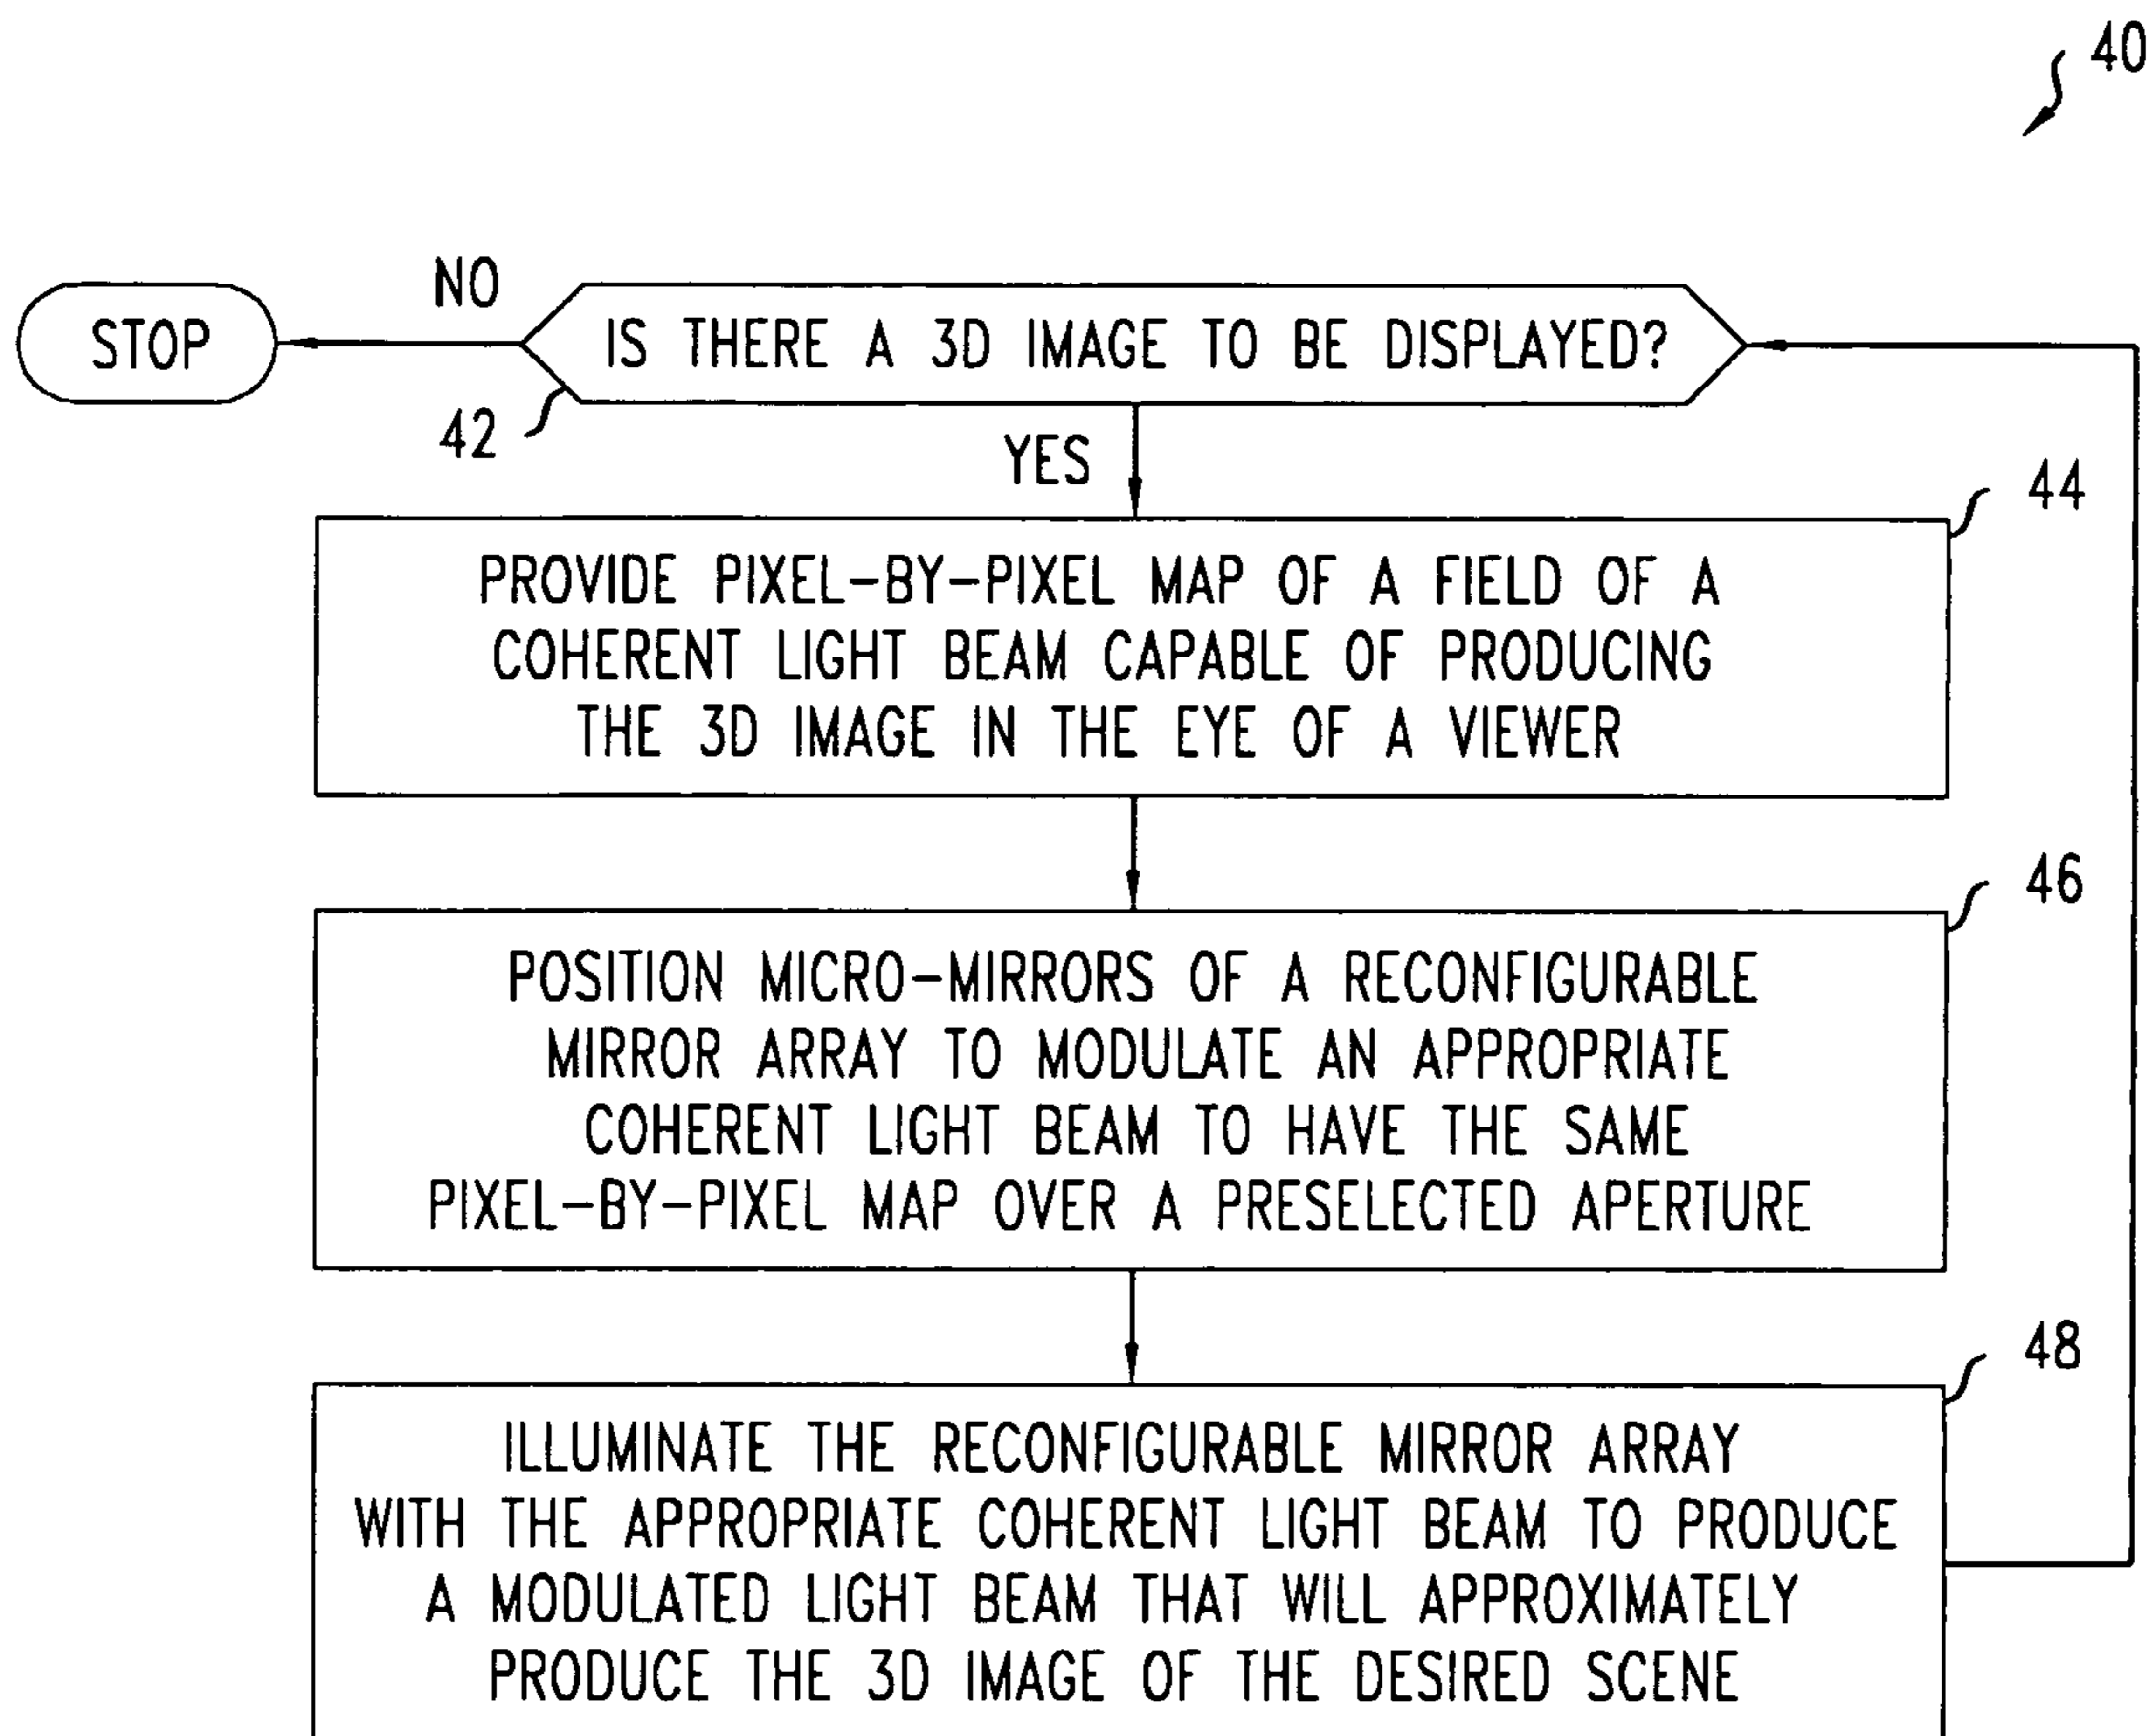 40
NO
STOP
IS THERE A 3D IMAGE TO BE DISPLAYED?
42
YES
44
PROVIDE PIXEL-BY-PIXEL MAP OF A FIELD OF A
COHERENT LIGHT BEAM CAPABLE OF PRODUCING
THE 3D IMAGE IN THE EYE OF A VIEWER
46
POSITION MICRO-MIRRORS OF A RECONFIGURABLE
MIRROR ARRAY TO MODULATE AN APPROPRIATE
COHERENT LIGHT BEAM TO HAVE THE SAME
PIXEL-BY-PIXEL MAP OVER A PRESELECTED APERTURE
48
ILLUMINATE THE RECONFIGURABLE MIRROR ARRAY
WITH THE APPROPRIATE COHERENT LIGHT BEAM TO PRODUCE
A MODULATED LIGHT BEAM THAT WILL APPROXIMATELY
PRODUCE THE 3D IMAGE OF THE DESIRED SCENE